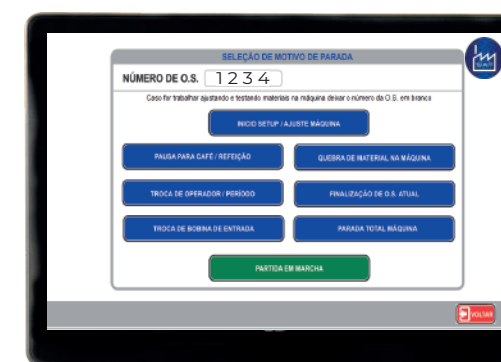 SELEÇÃO DE MOTIVO DE PARADA
NÚMERO DE O.S. 1234
Caso for trabalhar ajustando e testando materiais na máquina deixar o número da O.S. em branco
INICIO SETUP / AJUSTE MÁQUINA
PAUSA PARA CAFÉ / REFEIÇÃO
QUEBRA DE MATERIAL NA MÁQUINA
TROCA DE OPERADOR / PERÍODO
FINALIZAÇÃO DE O.S. ATUAL
TROCA DE BOBINA DE ENTRADA
PARADA TOTAL MÁQUINA
PARTIDA EM MARCHA
VOLTAR